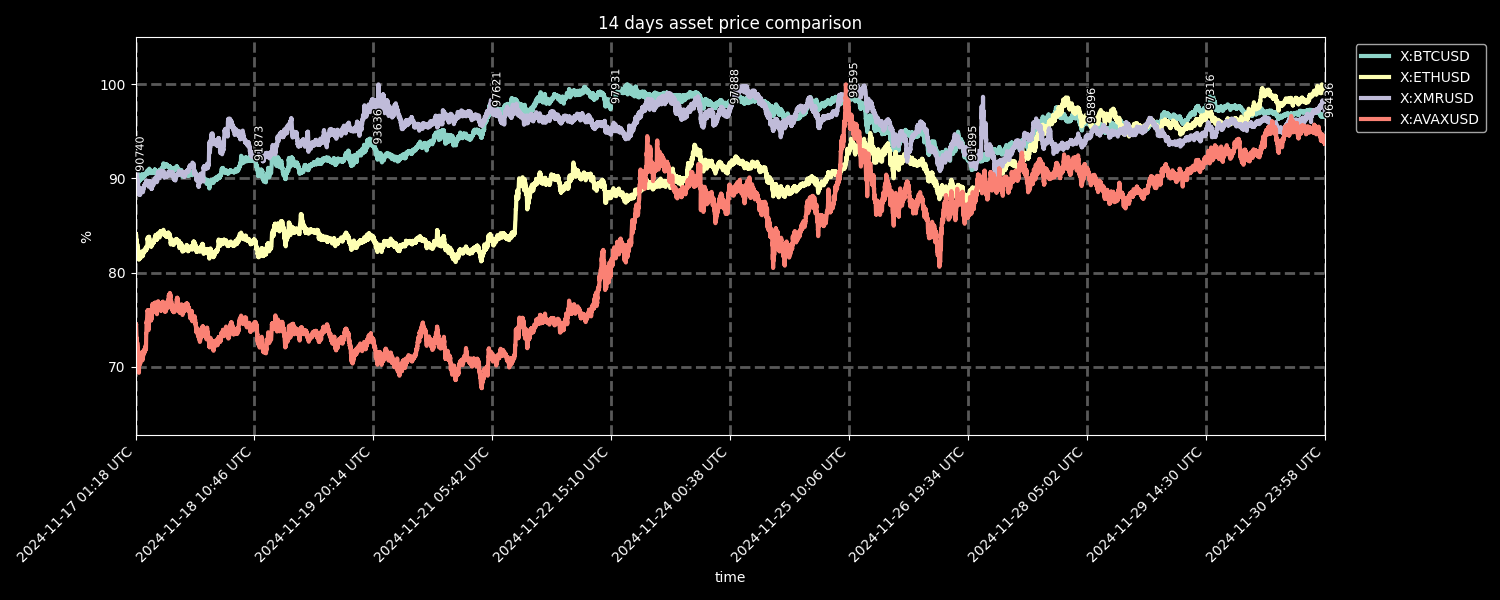 14 days asset price comparison
X:BTCUSD
X:ETHUSD
X:XMRUSD
X:AVAXUSD
100
90
80
70
%
90740
91873
93636
97621
97931
97888
98595
91895
95896
97316
96436
2024-11-17 01:18 UTC
2024-11-18 10:46 UTC
2024-11-19 20:14 UTC
2024-11-21 05:42 UTC
2024-11-22 15:10 UTC
2024-11-24 00:38 UTC
2024-11-25 10:06 UTC
2024-11-26 19:34 UTC
2024-11-28 05:02 UTC
2024-11-29 14:30 UTC
2024-11-30 23:58 UTC
time